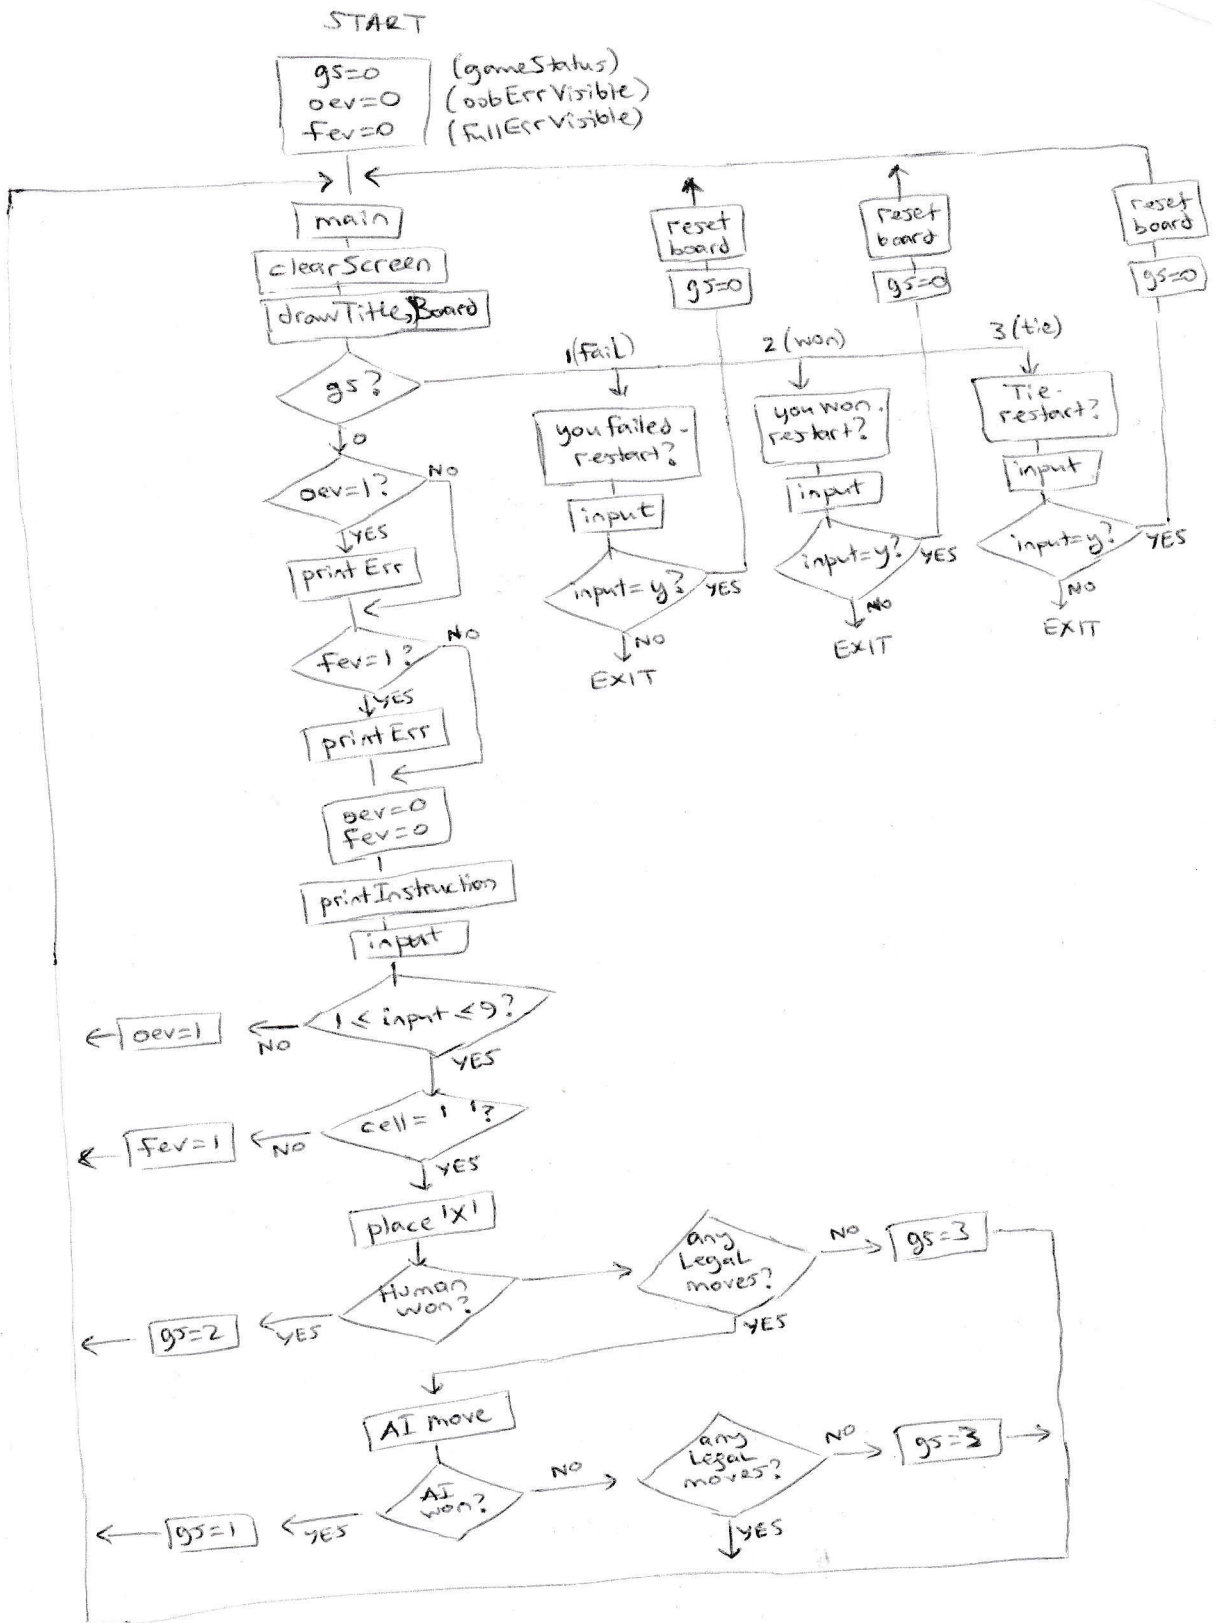 START
gs=0
oev=0
fev=0
(gameStatus)
(oobErrVisible)
(fullErrVisible)
main
clearScreen
drawTitle, Board
gs?
0
oev=1?
NO
YES
printErr
fev=1?
NO
YES
printErr
oev=0
fev=0
printInstruction
input
1 ≤ input ≤ 9?
NO
oev=1
YES
cell=' '?
NO
fev=1
YES
place 'X'
Human
won?
YES
gs=2
any
Legal
moves?
NO
gs=3
YES
AI move
AI
won?
YES
gs=1
NO
any
Legal
moves?
NO
gs=3
YES
1(fail)
you failed-
restart?
input
input=y?
YES
NO
EXIT
gs=0
reset
board
2 (won)
you won.
restart?
input
input=y?
YES
NO
EXIT
gs=0
reset
board
3 (tie)
Tie-
restart?
input
input=y?
YES
NO
EXIT
gs=0
reset
board